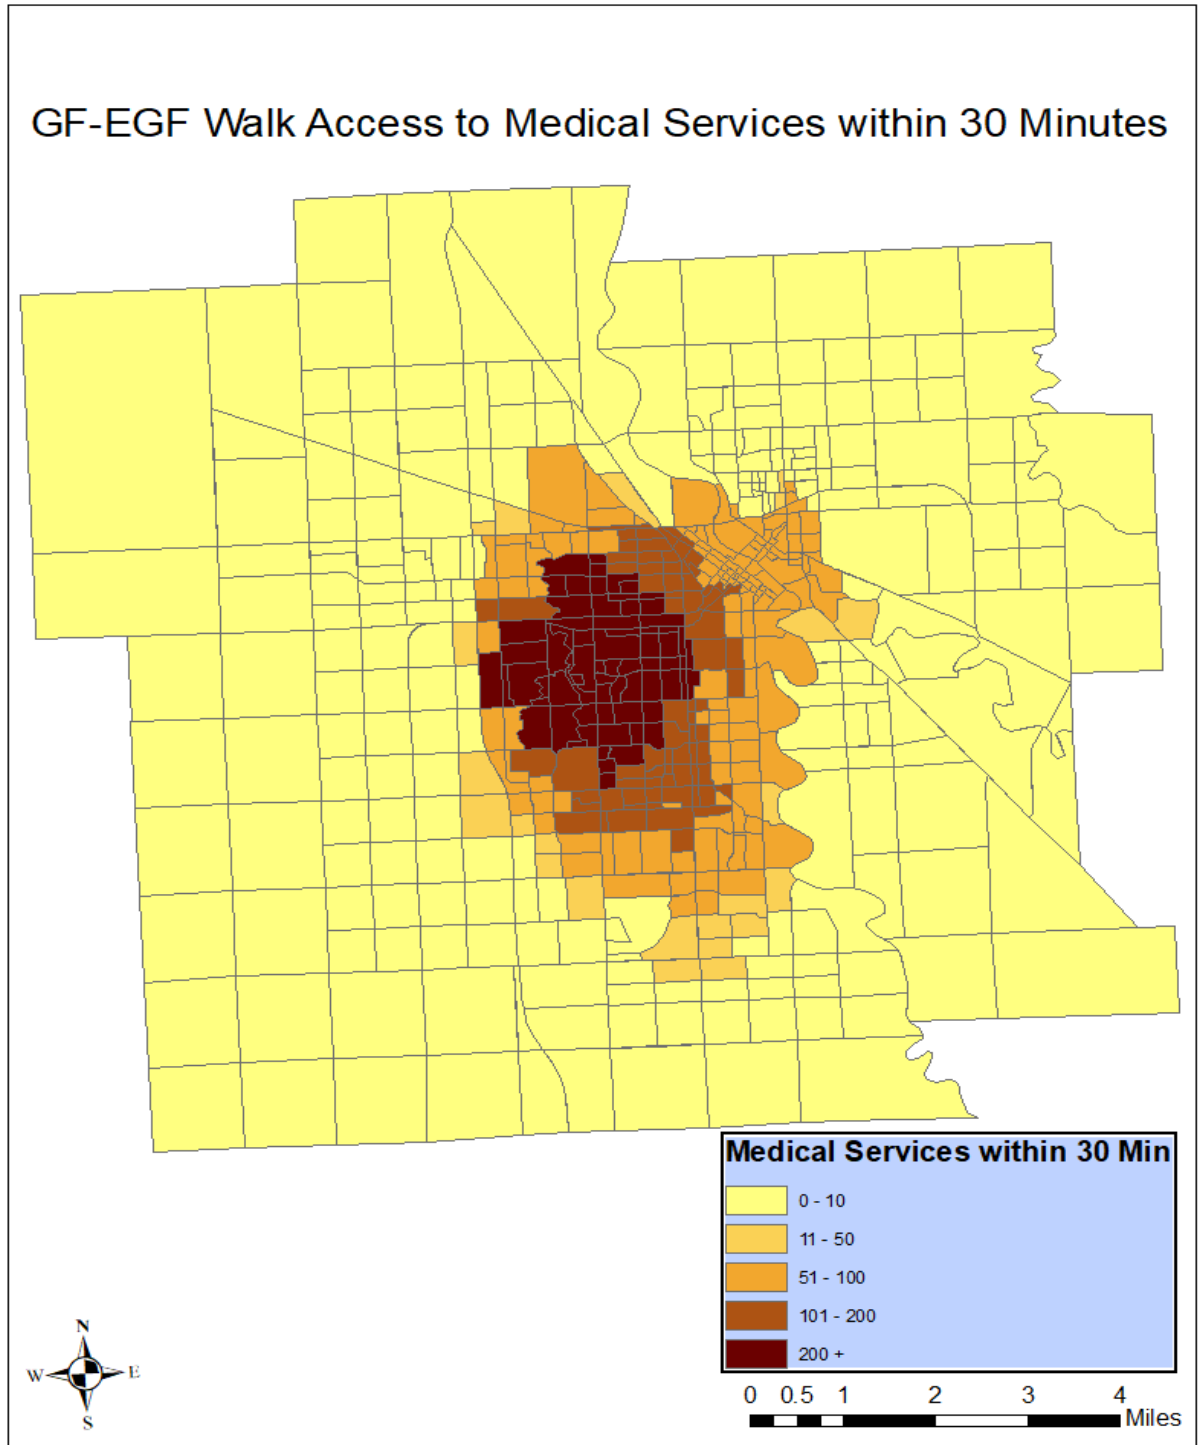 GF-EGF Walk Access to Medical Services within 30 Minutes
Medical Services within 30 Min
0 - 10
11 - 50
51 - 100
101 - 200
200 +
N
W E
S
0 0.5 1 2 3 4
Miles